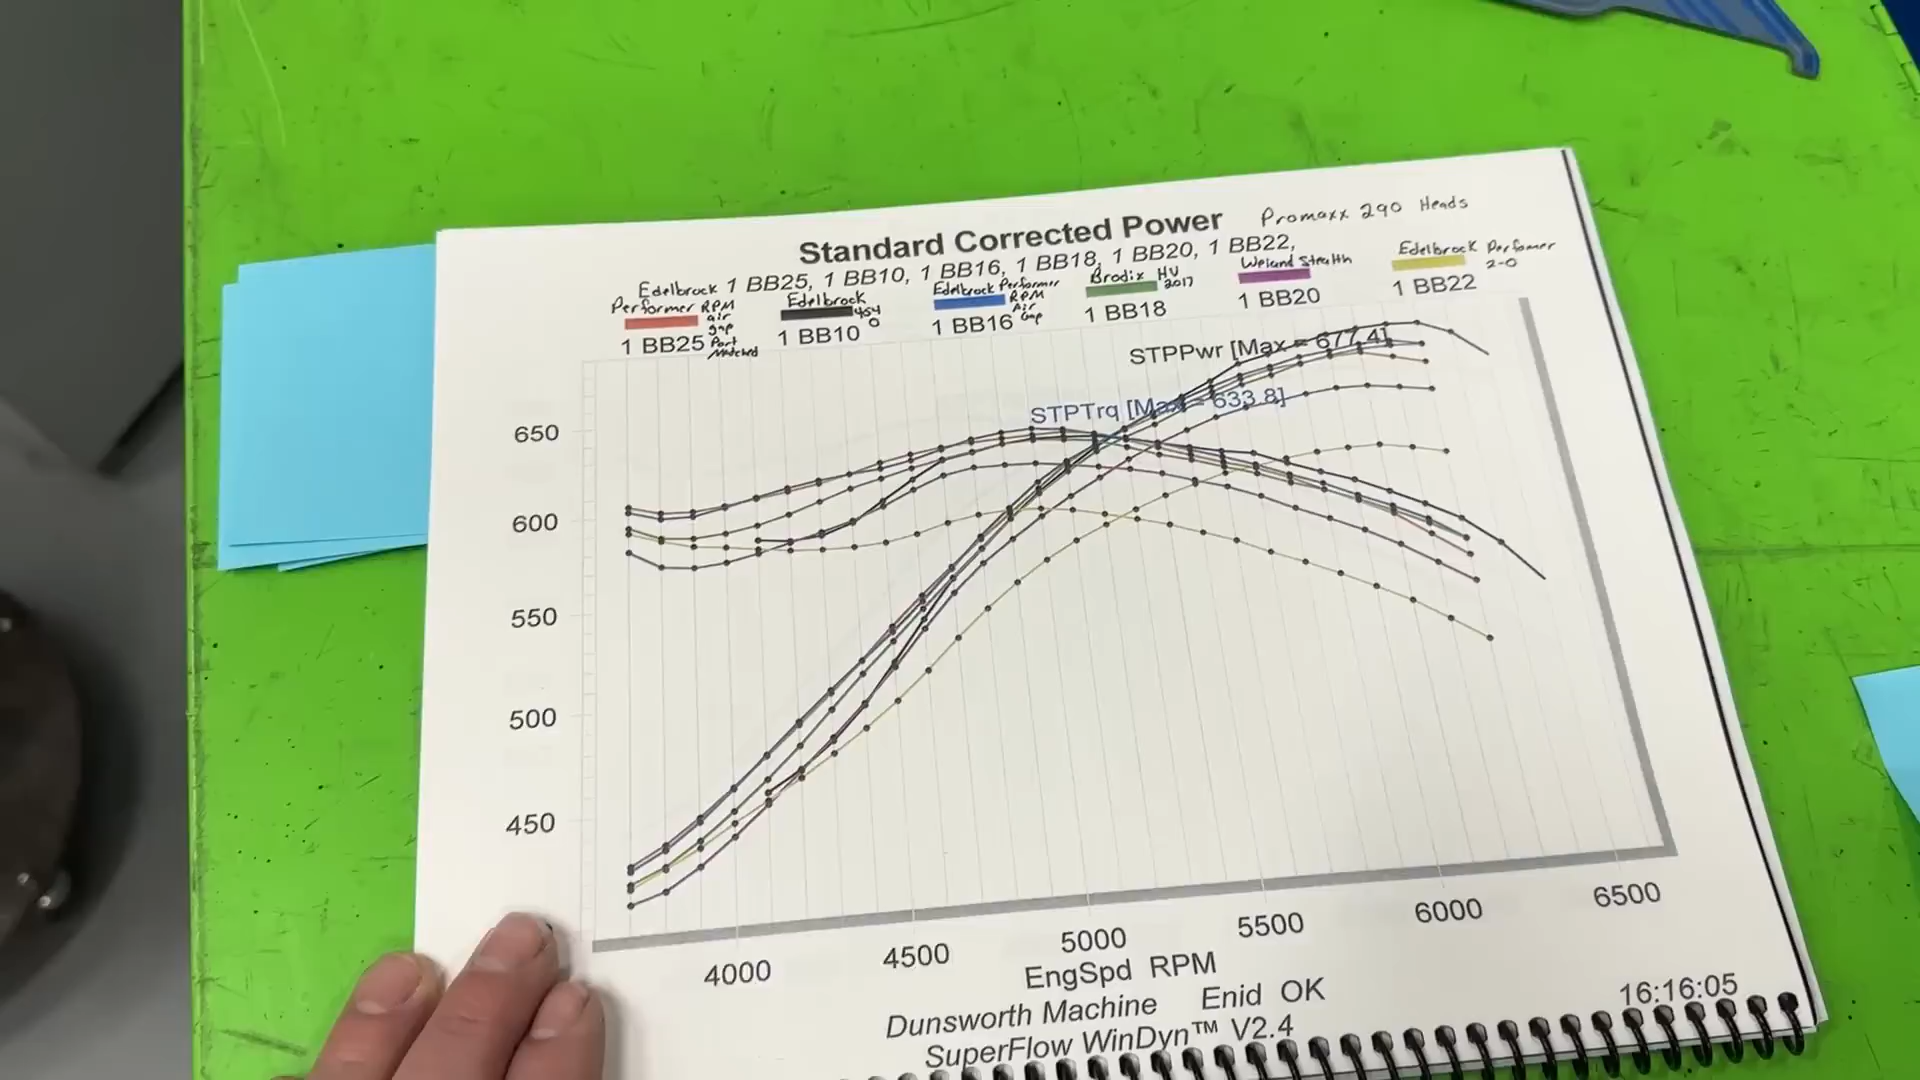 Standard Corrected Power
Promaxx 290 Heads
1 BB25, 1 BB10, 1 BB16, 1 BB18, 1 BB20, 1 BB22,
Edelbrock Performer RPM Air gap Port Matched
1 BB25
Edelbrock 454 O
1 BB10
Edelbrock Performer RPM Air Gap
1 BB16
Brodix HV 2017
1 BB18
Weiand Stealth
1 BB20
Edelbrock Perfomer 2-O
1 BB22
STPPwr [Max = 677.4]
STPTrq [Max = 633.8]
650
600
550
500
450
4000 4500 5000 5500 6000 6500
EngSpd RPM
Dunsworth Machine Enid OK
16:16:05
SuperFlow WinDyn™ V2.4